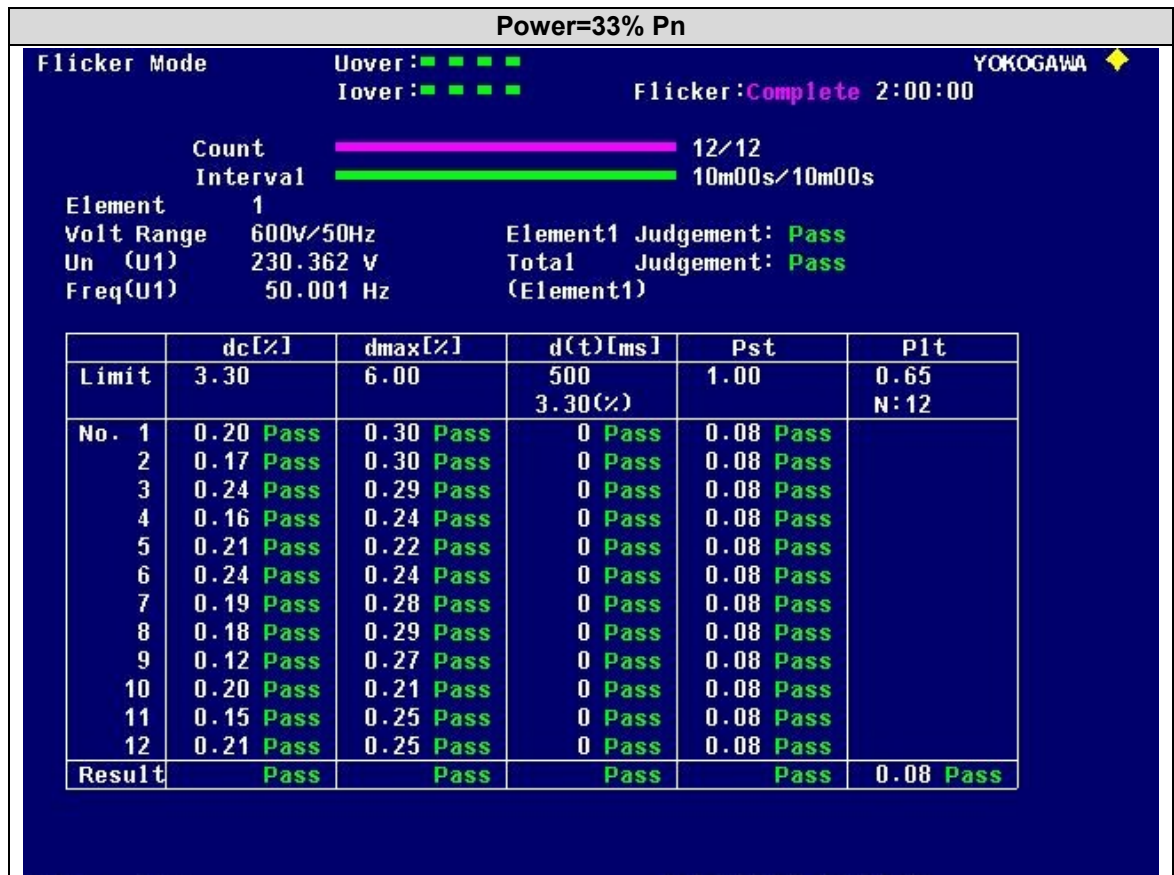 Power=33% Pn
Flicker Mode Uover: YOKOGAWA
Iover: Flicker:Complete 2:00:00
Count 12/12
Interval 10m00s/10m00s
Element 1
Volt Range 600V/50Hz Element1 Judgement: Pass
Un (U1) 230.362 V Total Judgement: Pass
Freq(U1) 50.001 Hz (Element1)
dc[%] dmax[%] d(t)[ms] Pst Plt
Limit 3.30 6.00 500 1.00 0.65
3.30(%) N:12
No. 1 0.20 Pass 0.30 Pass 0 Pass 0.08 Pass
2 0.17 Pass 0.30 Pass 0 Pass 0.08 Pass
3 0.24 Pass 0.29 Pass 0 Pass 0.08 Pass
4 0.16 Pass 0.24 Pass 0 Pass 0.08 Pass
5 0.21 Pass 0.22 Pass 0 Pass 0.08 Pass
6 0.24 Pass 0.24 Pass 0 Pass 0.08 Pass
7 0.19 Pass 0.28 Pass 0 Pass 0.08 Pass
8 0.18 Pass 0.29 Pass 0 Pass 0.08 Pass
9 0.12 Pass 0.27 Pass 0 Pass 0.08 Pass
10 0.20 Pass 0.21 Pass 0 Pass 0.08 Pass
11 0.15 Pass 0.25 Pass 0 Pass 0.08 Pass
12 0.21 Pass 0.25 Pass 0 Pass 0.08 Pass
Result Pass Pass Pass Pass 0.08 Pass